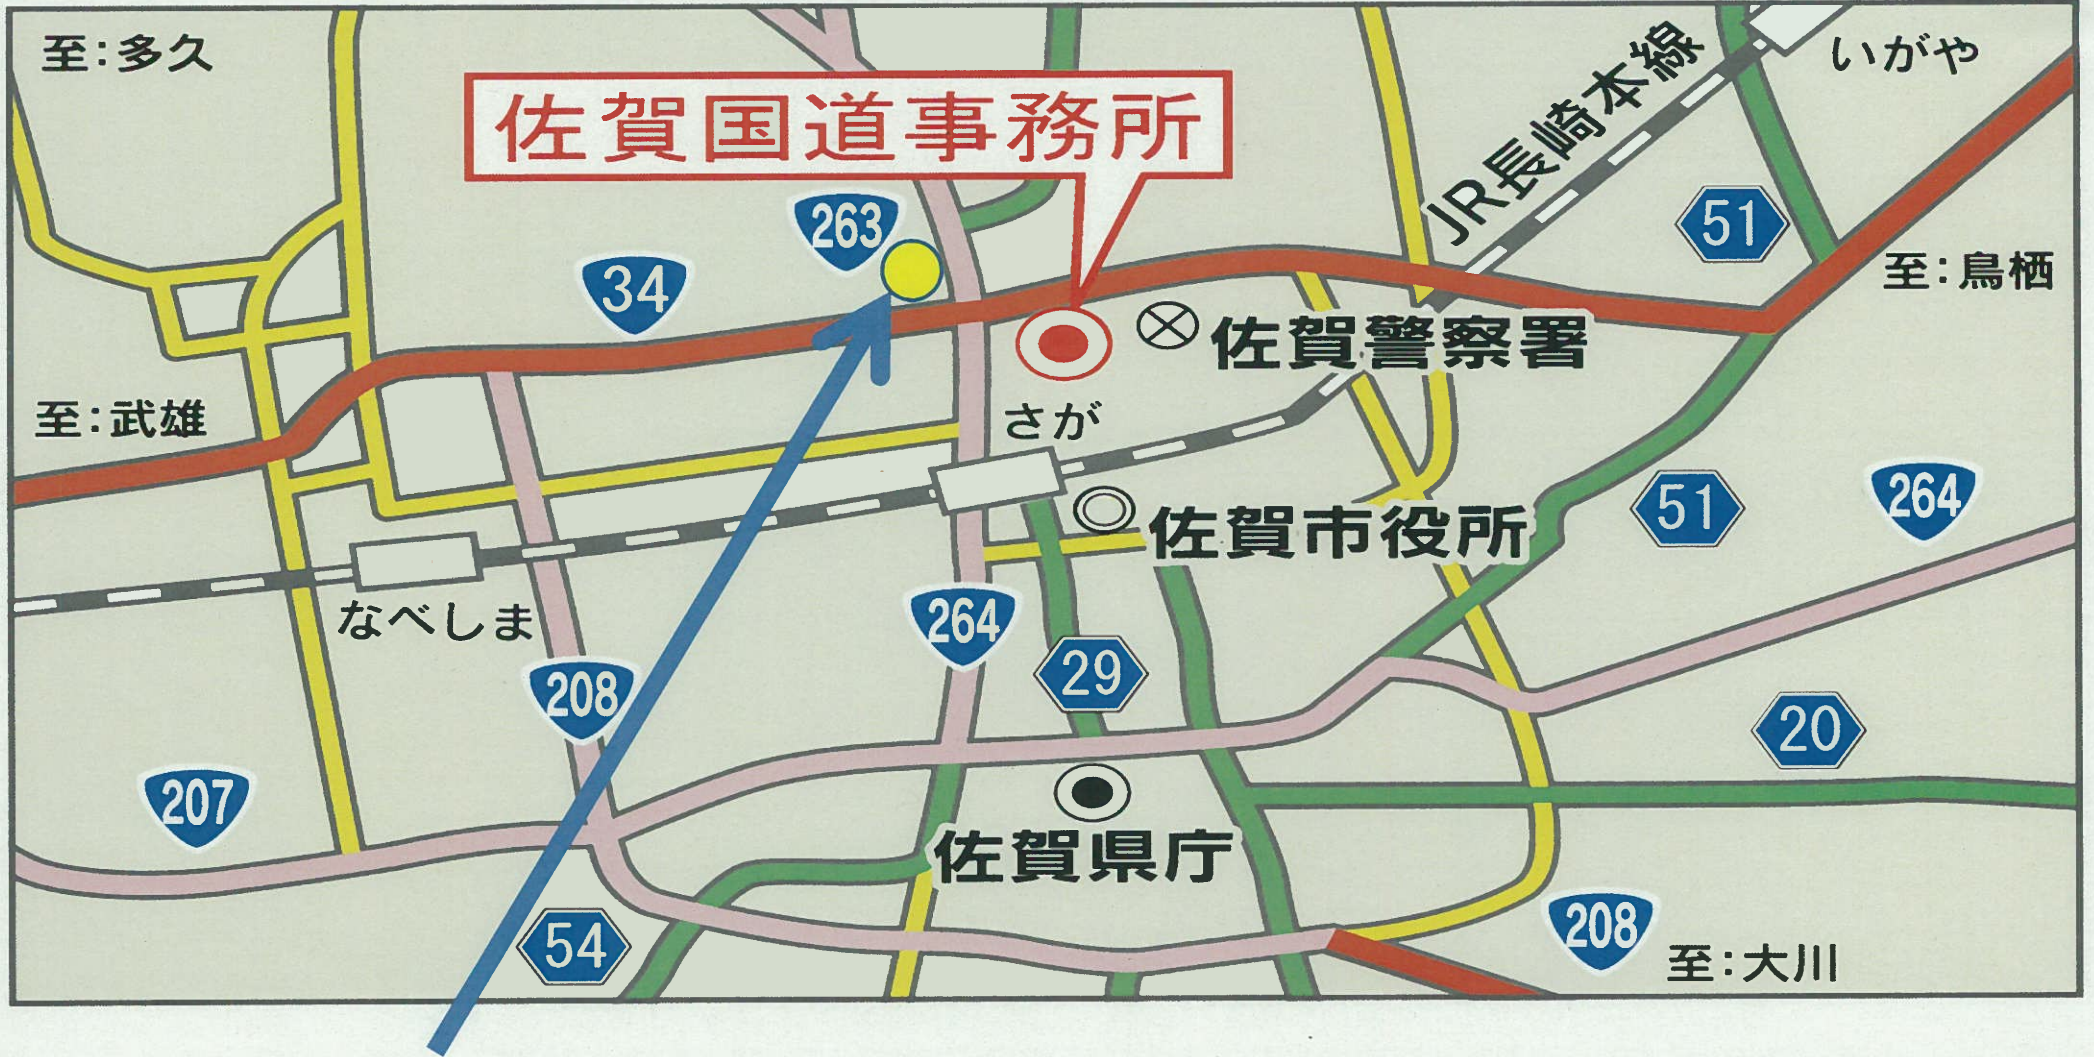 至：多久
いがや
佐賀国道事務所
JR長崎本線
263
51
34
至：鳥栖
佐賀警察署
至：武雄
さが
264
51
佐賀市役所
なべしま
264
29
208
20
207
佐賀県庁
208
54
至：大川